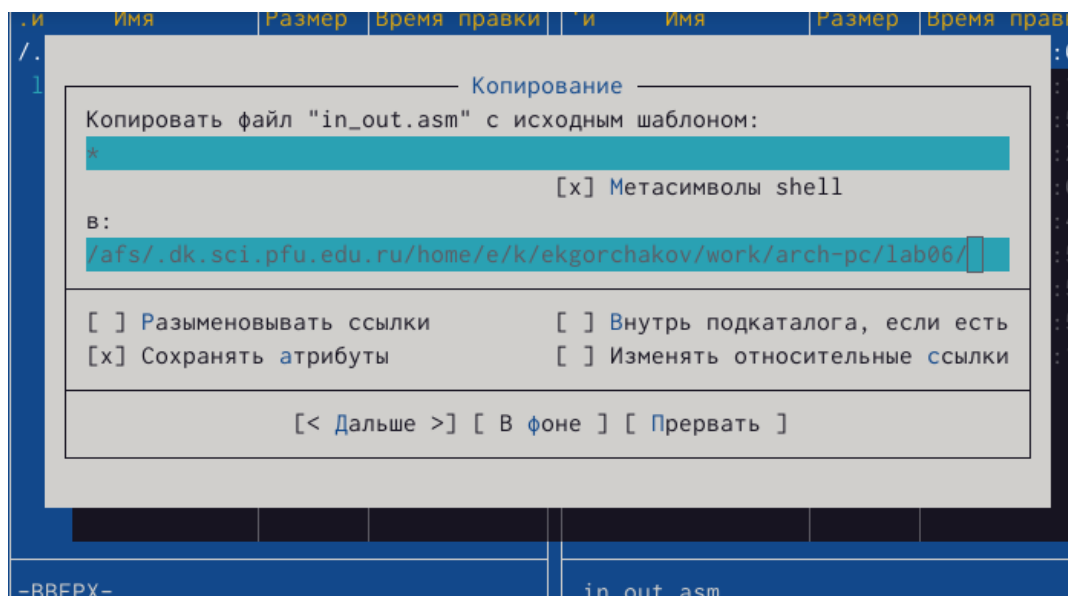 .и Имя Размер Время правки 'и Имя Размер Время прав
/.
1
Копирование
Копировать файл "in_out.asm" с исходным шаблоном:
*
[x] Метасимволы shell
в:
/afs/.dk.sci.pfu.edu.ru/home/e/k/ekgorchakov/work/arch-pc/lab06/
[ ] Разыменовывать ссылки [ ] Внутрь подкаталога, если есть
[x] Сохранять атрибуты [ ] Изменять относительные ссылки
[< Дальше >] [ В фоне ] [ Прервать ]
-ВВЕРХ- in_out.asm